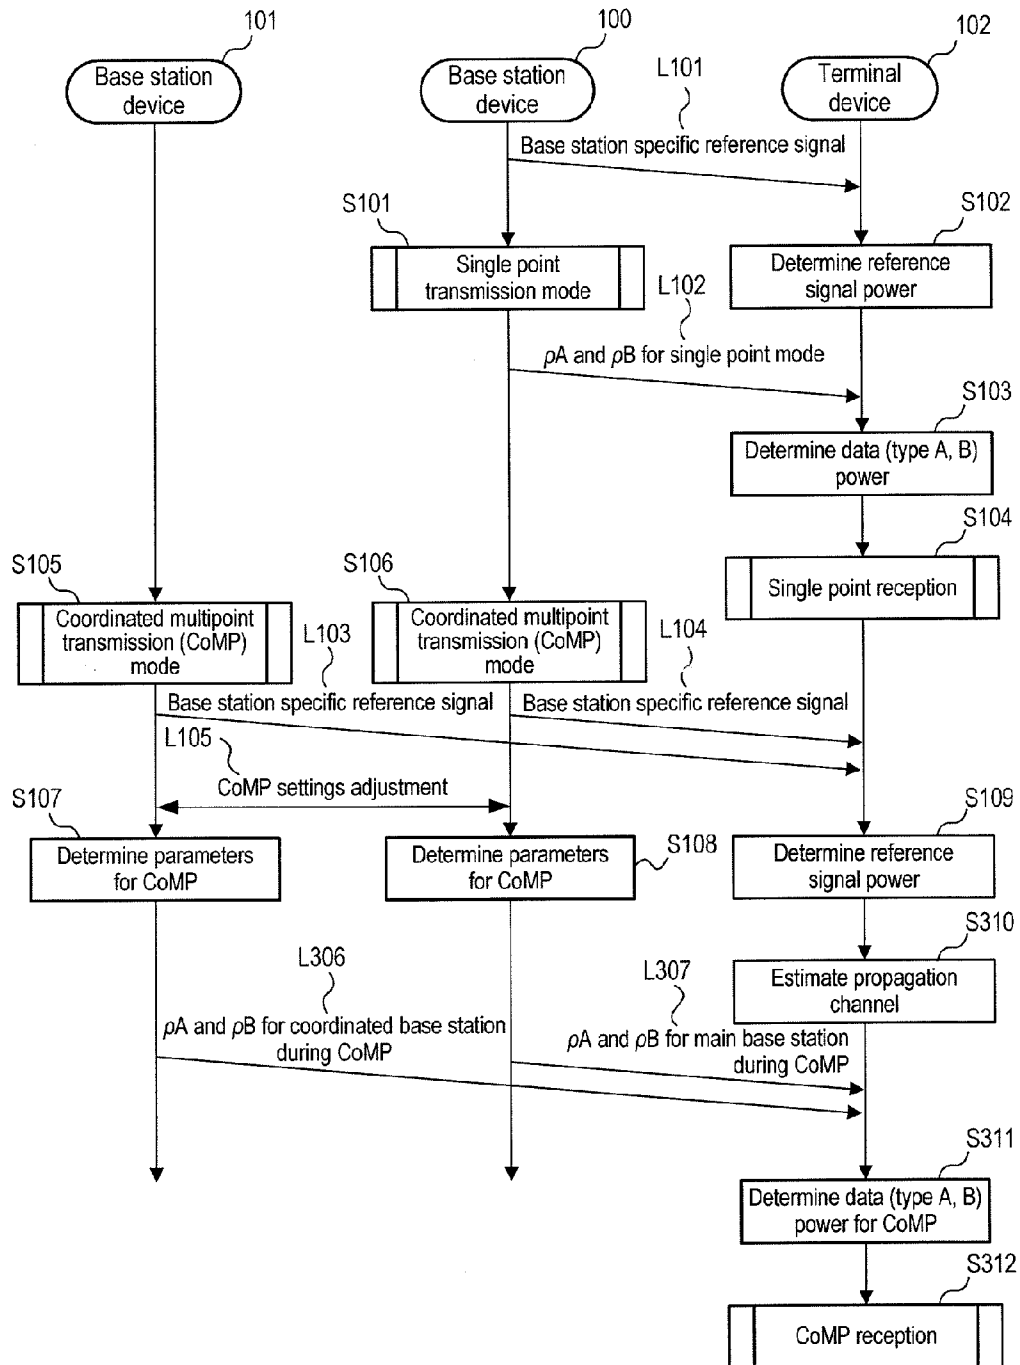 101
100
102
Base station
device
Base station
device
Terminal
device
L101
Base station specific reference signal
S101
S102
Single point
transmission mode
Determine reference
signal power
L102
ρA and ρB for single point mode
S103
Determine data (type A, B)
power
S104
Single point reception
S105
S106
Coordinated multipoint
transmission (CoMP)
mode
Coordinated multipoint
transmission (CoMP)
mode
L103
L104
Base station specific reference signal
Base station specific reference signal
L105
CoMP settings adjustment
S107
S108
S109
Determine parameters
for CoMP
Determine parameters
for CoMP
Determine reference
signal power
S310
Estimate propagation
channel
L306
L307
ρA and ρB for coordinated base station
during CoMP
ρA and ρB for main base station
during CoMP
S311
Determine data (type A, B)
power for CoMP
S312
CoMP reception